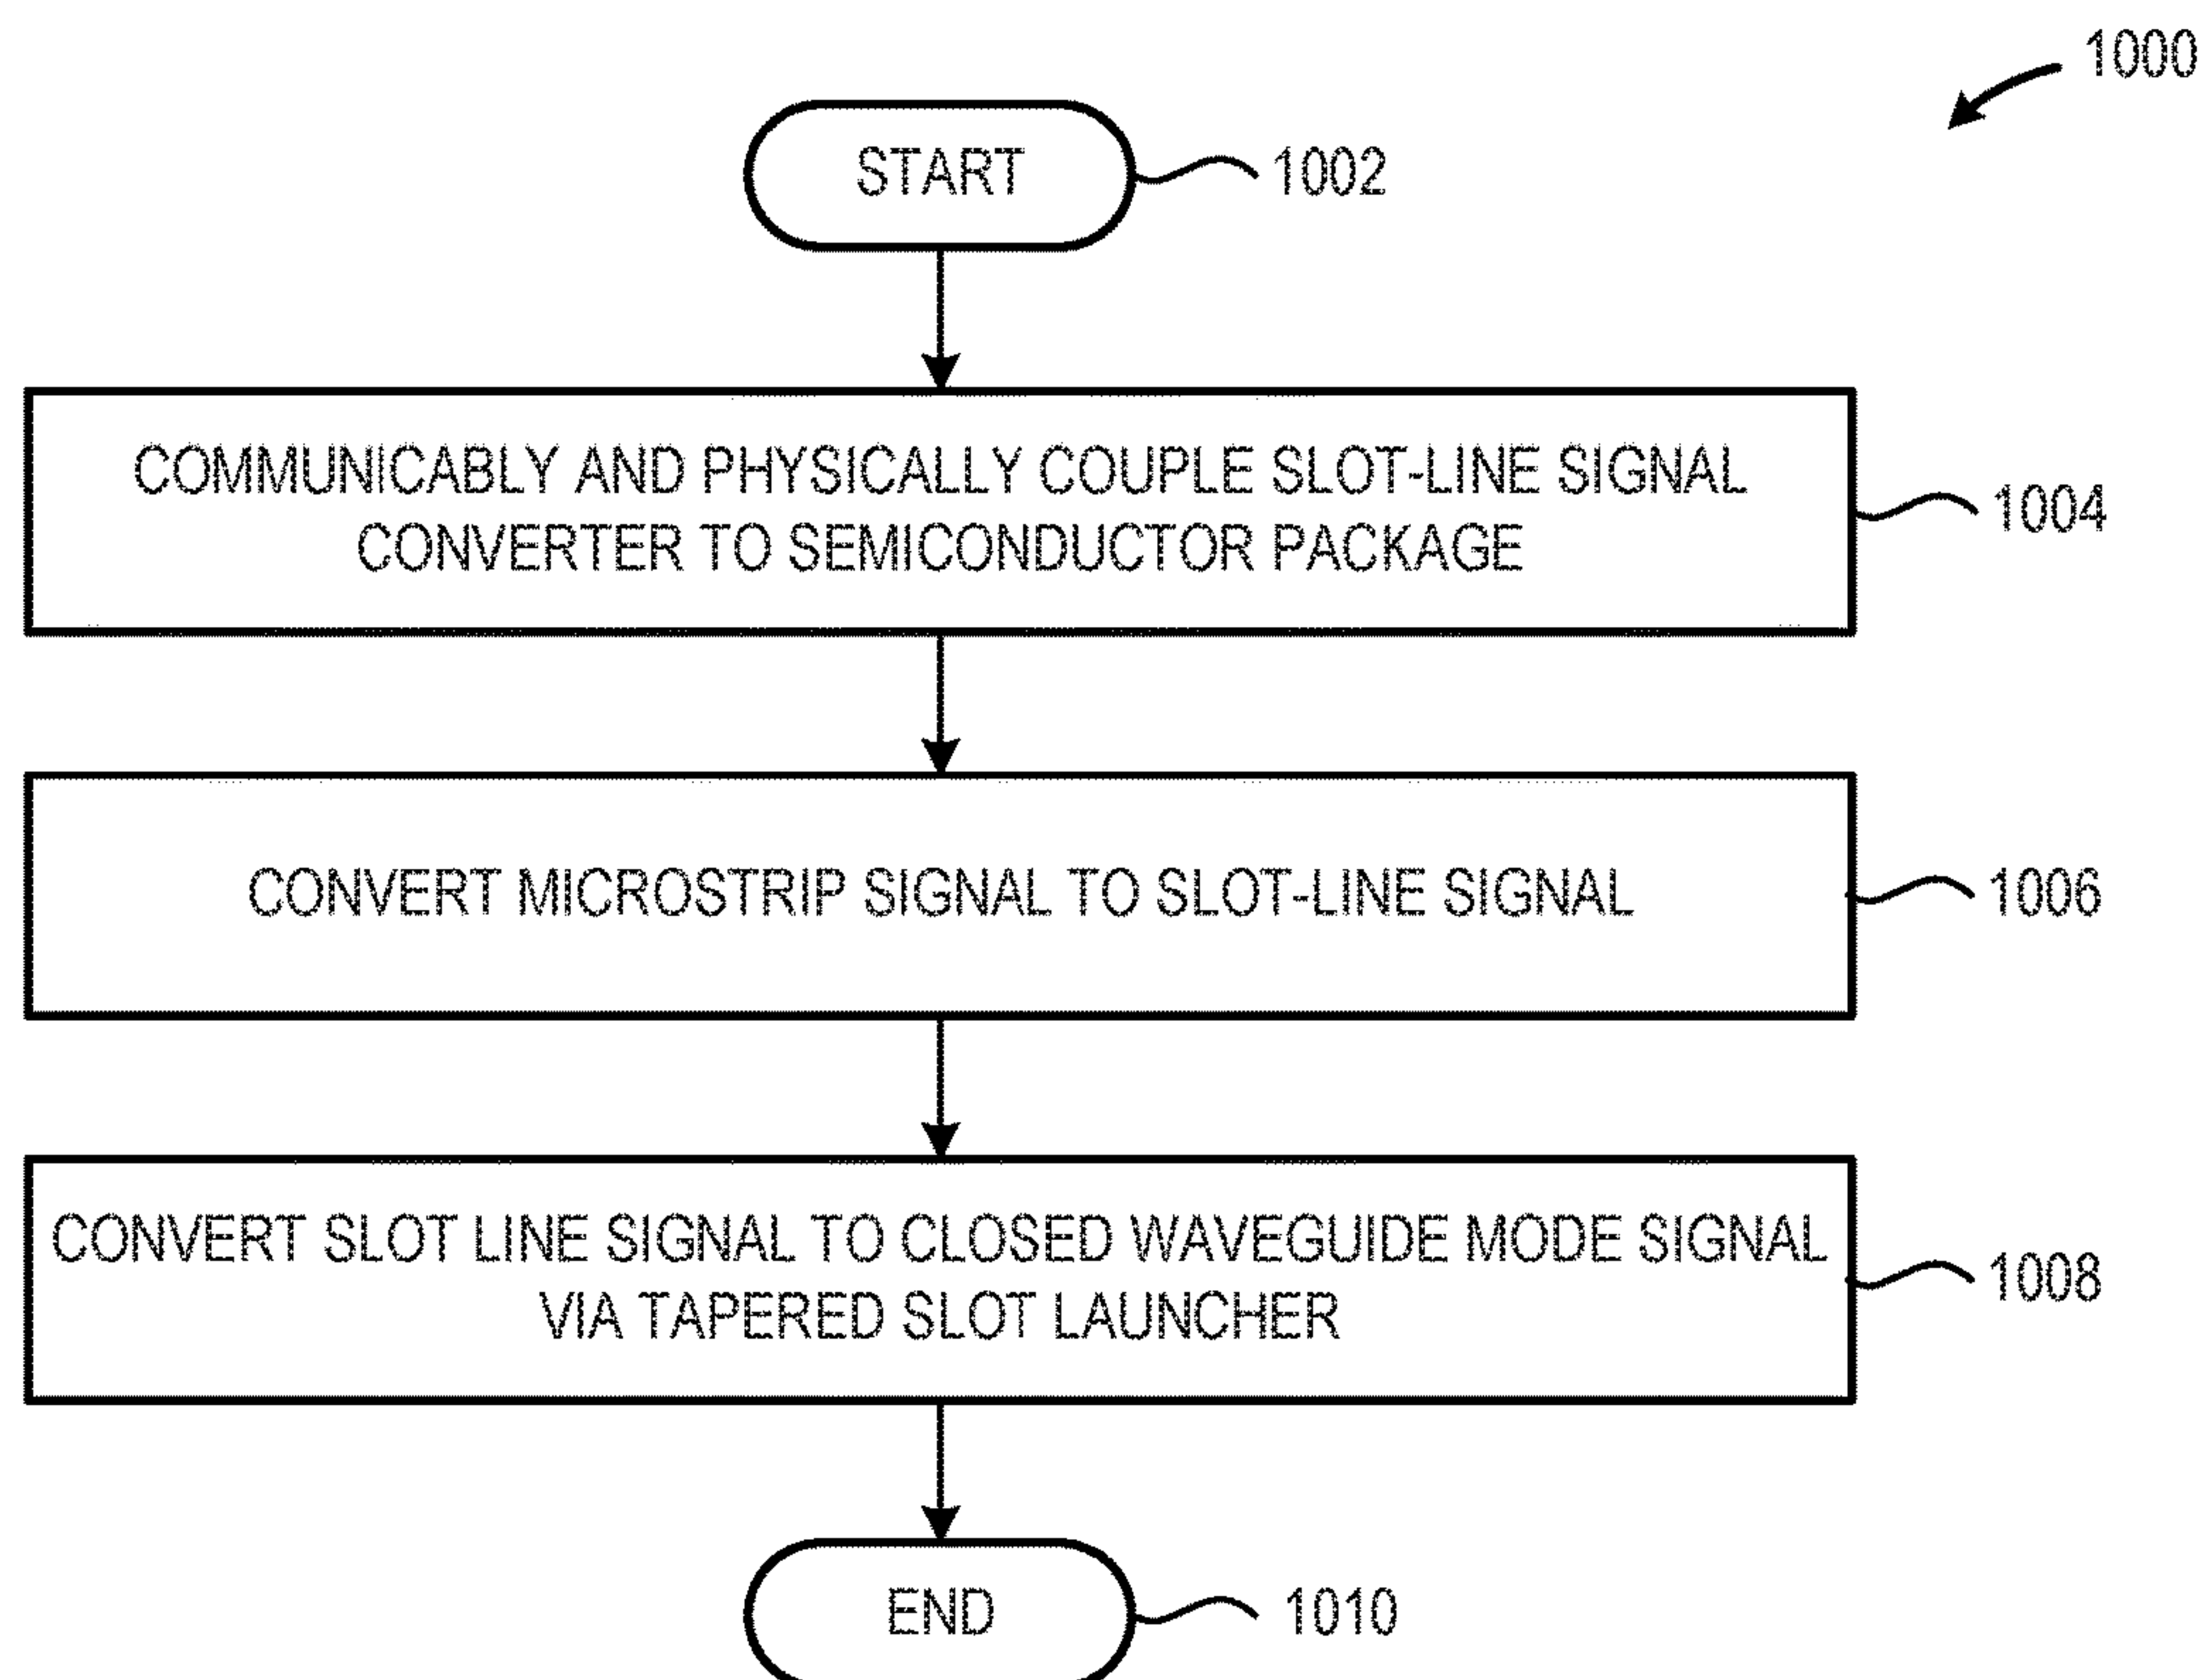 1000
START
1002
COMMUNICABLY AND PHYSICALLY COUPLE SLOT-LINE SIGNAL
CONVERTER TO SEMICONDUCTOR PACKAGE
1004
CONVERT MICROSTRIP SIGNAL TO SLOT-LINE SIGNAL
1006
CONVERT SLOT LINE SIGNAL TO CLOSED WAVEGUIDE MODE SIGNAL
VIA TAPERED SLOT LAUNCHER
1008
END
1010